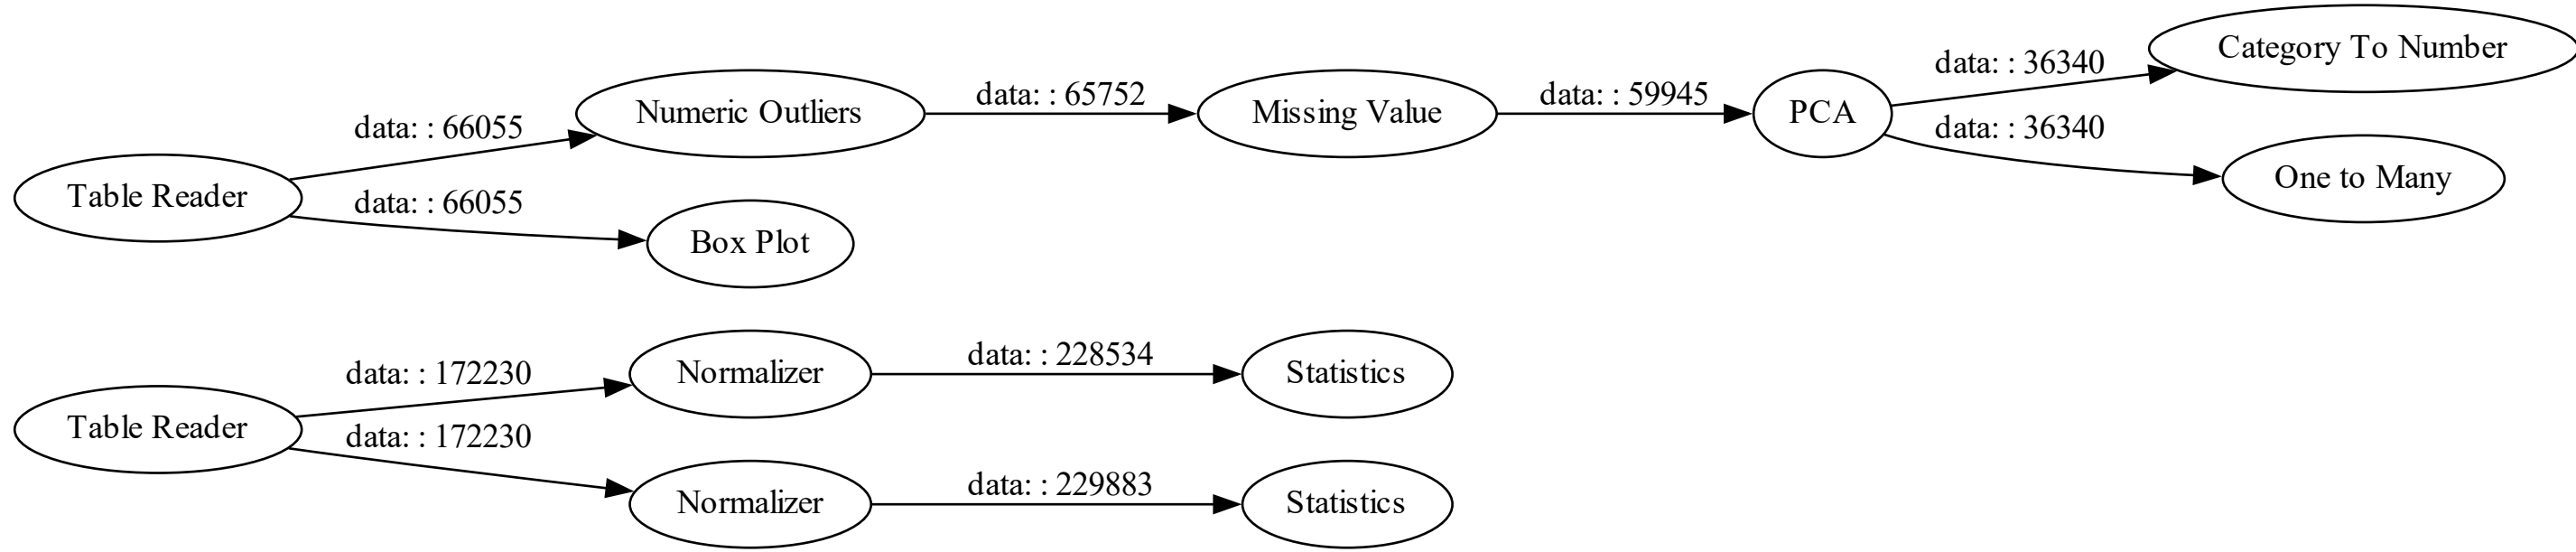 Category To Number
data: : 36340
data: : 65752
data: : 59945
Numeric Outliers
Missing Value
PCA
data: : 66055
data: : 36340
One to Many
Table Reader
data: : 66055
Box Plot
data: : 172230
Normalizer
data: : 228534
Statistics
Table Reader
data: : 172230
Normalizer
data: : 229883
Statistics